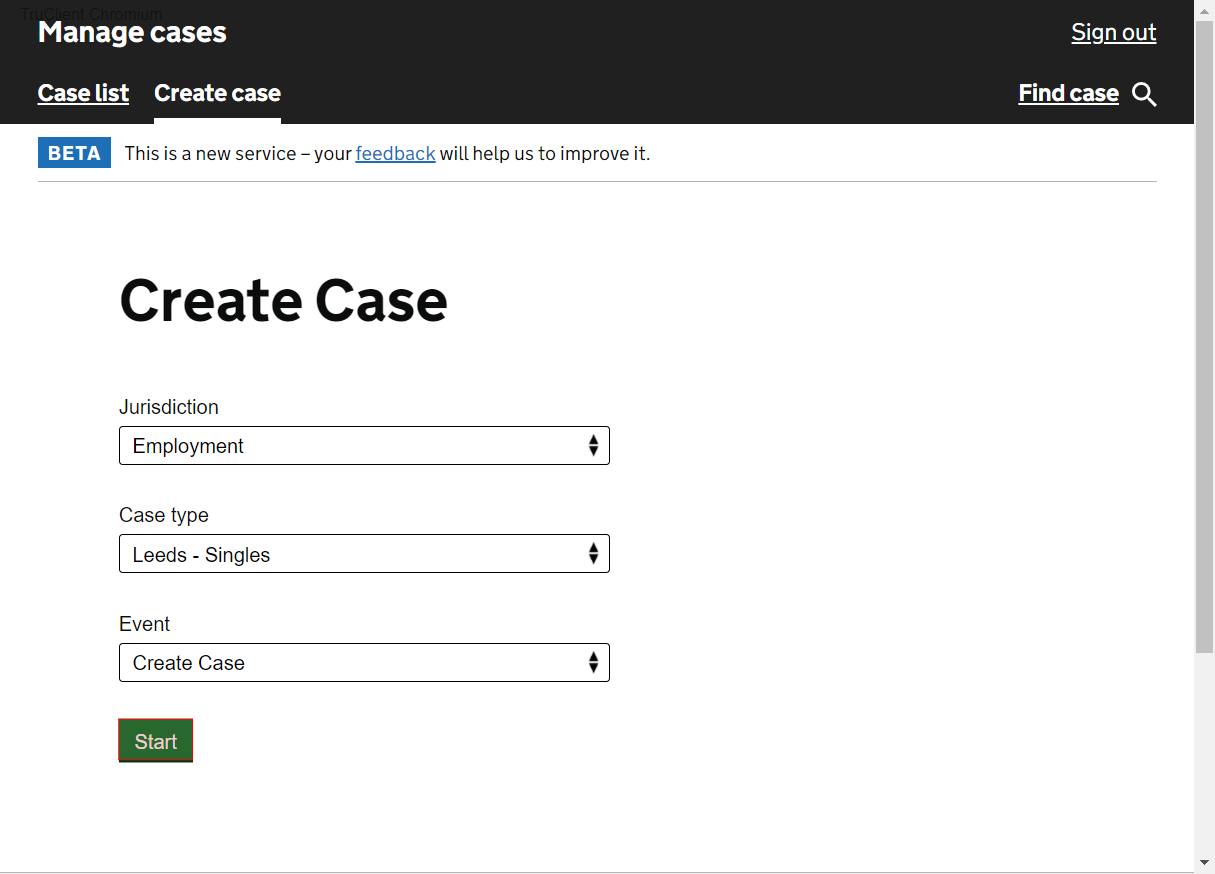 TruClient Chromium
Manage cases
Sign out
Case list Create case
Find case
BETA This is a new service – your feedback will help us to improve it.
Create Case
Jurisdiction
Employment
Case type
Leeds - Singles
Event
Create Case
Start